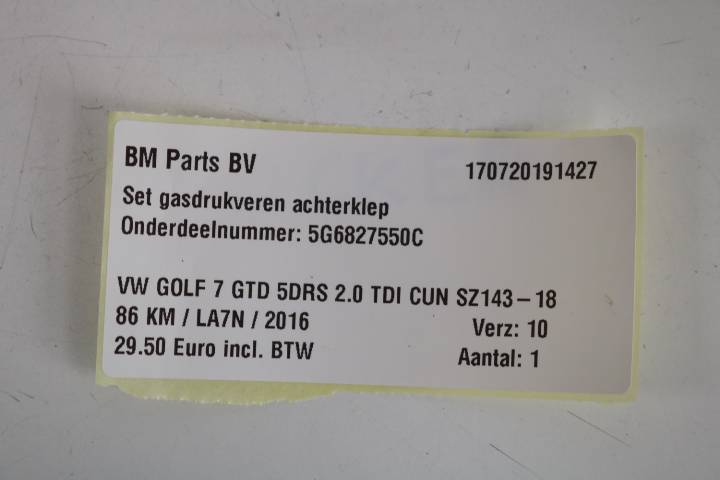 BM Parts BV 170720191427
Set gasdrukveren achterklep
Onderdeelnummer: 5G6827550C
VW GOLF 7 GTD 5DRS 2.0 TDI CUN SZ143-18
86 KM / LA7N / 2016 Verz: 10
29.50 Euro incl. BTW Aantal: 1